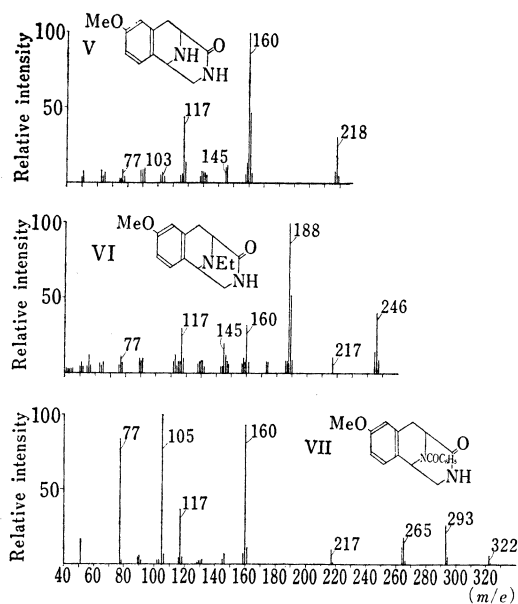 Relative intensity
100
50
V
MeO
NH
O
NH
77
103
117
145
160
218
Relative intensity
100
50
VI
MeO
NEt
O
NH
77
117
145
160
188
217
246
Relative intensity
100
50
VII
MeO
NCOC₆H₅
O
NH
77
105
117
160
217
265
293
322
40 60 80 100 120 140 160 180 200 220 240 260 280 300 320
(m/e)